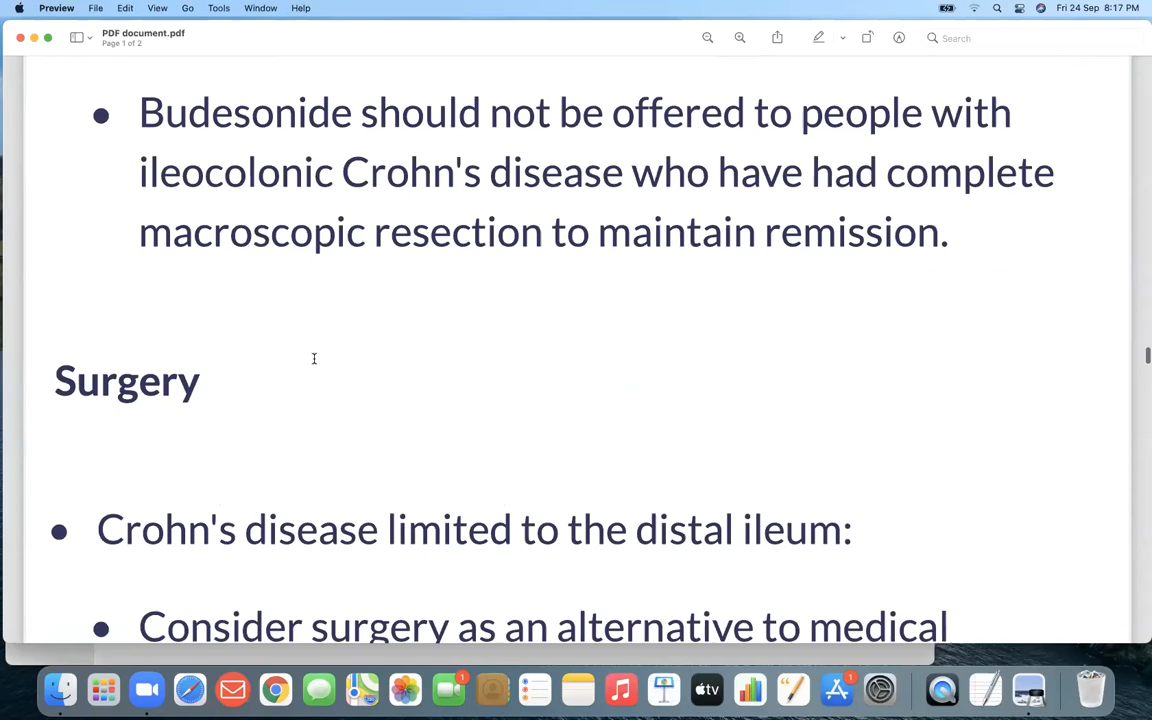 Preview File Edit View Go Tools Window Help Fri 24 Sep 8:17 PM
PDF document.pdf
Page 1 of 2
Search
• Budesonide should not be offered to people with
ileocolonic Crohn's disease who have had complete
macroscopic resection to maintain remission.
Surgery
• Crohn's disease limited to the distal ileum:
• Consider surgery as an alternative to medical
1
1
tv